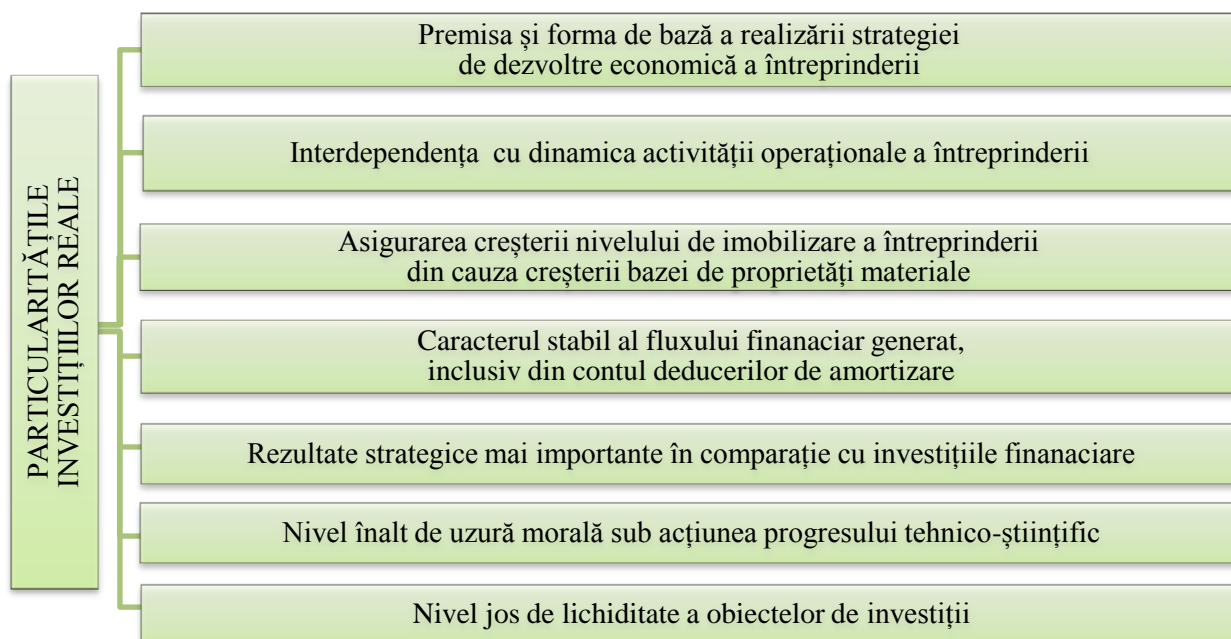 PARTICULARITĂȚILE
INVESTIȚIILOR REALE
Premisa și forma de bază a realizării strategiei
de dezvoltre economică a întreprinderii
Interdependența cu dinamica activității operaționale a întreprinderii
Asigurarea creșterii nivelului de imobilizare a întreprinderii
din cauza creșterii bazei de proprietăți materiale
Caracterul stabil al fluxului finanaciar generat,
inclusiv din contul deducerilor de amortizare
Rezultate strategice mai importante în comparație cu investițiile finanaciare
Nivel înalt de uzură morală sub acțiunea progresului tehnico-științific
Nivel jos de lichiditate a obiectelor de investiții